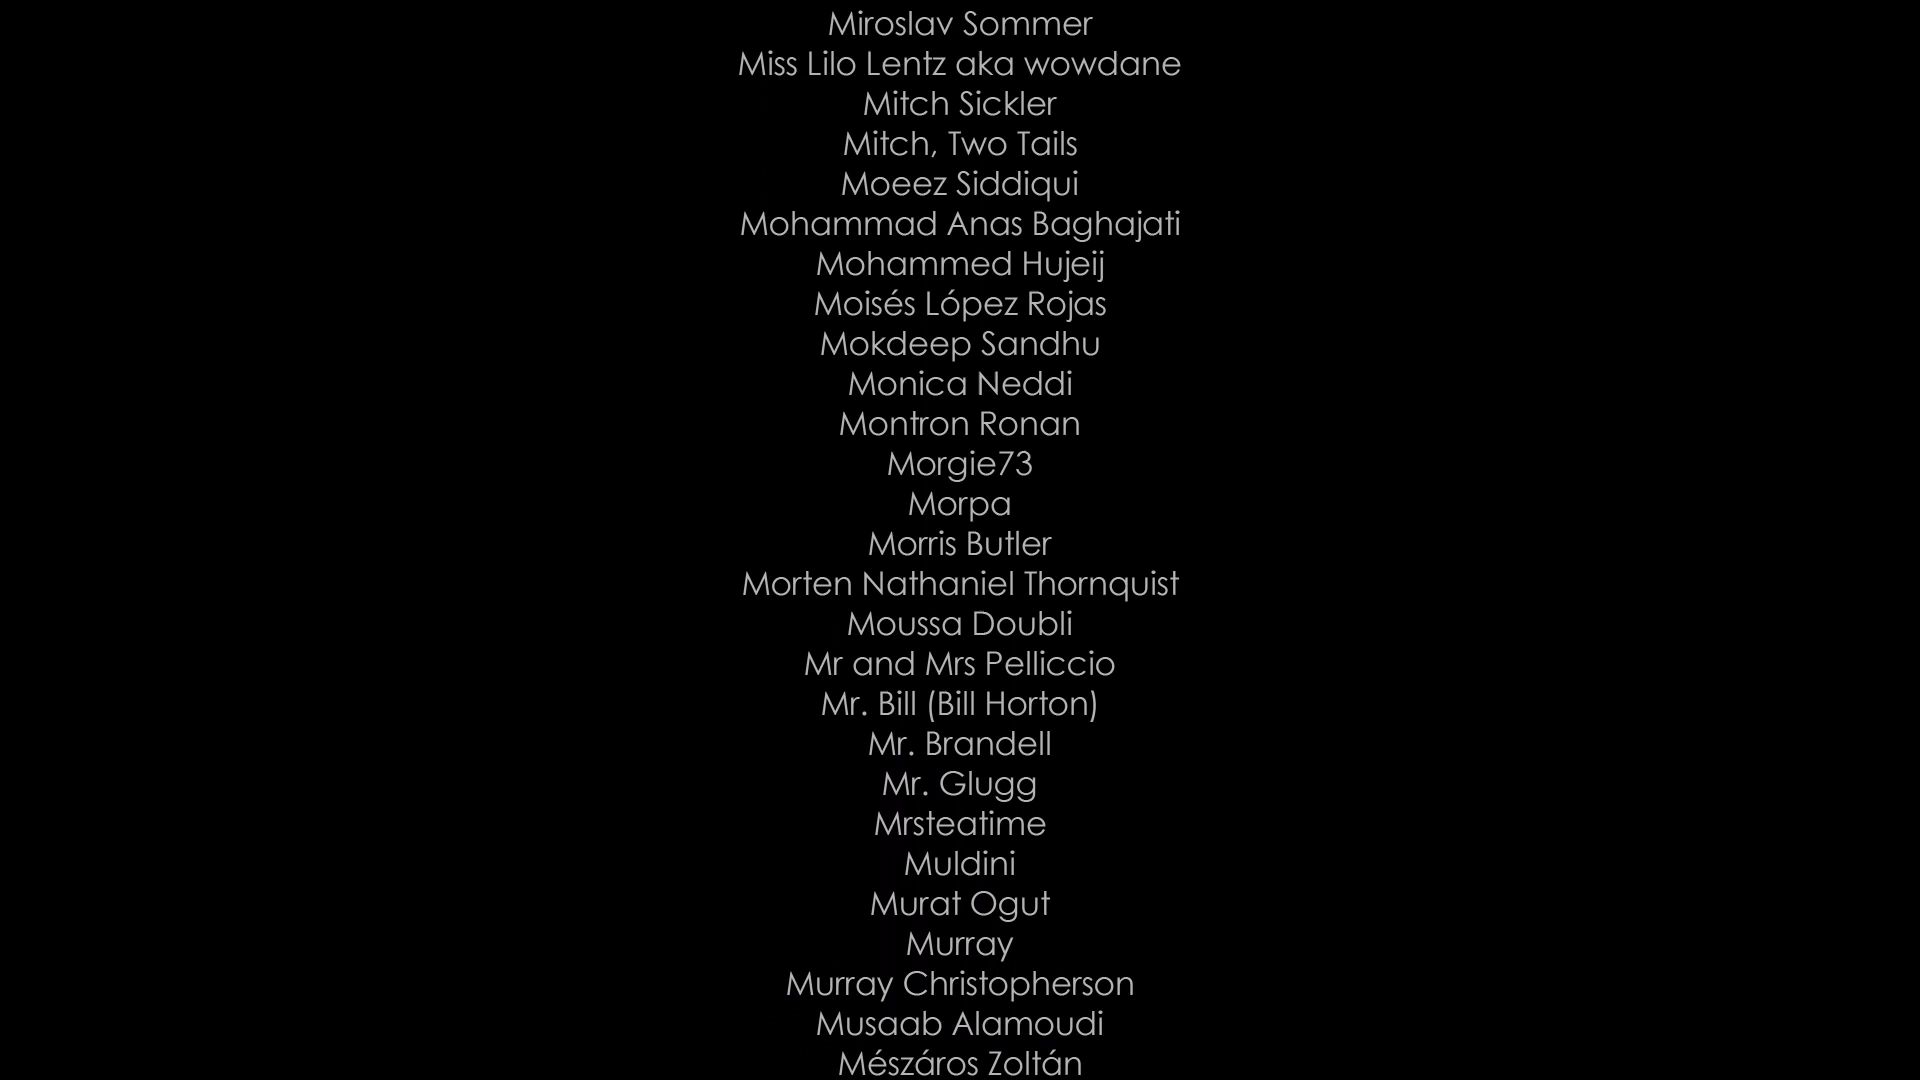 Miroslav Sommer
Miss Lilo Lentz aka wowdane
Mitch Sickler
Mitch, Two Tails
Moeez Siddiqui
Mohammad Anas Baghajati
Mohammed Hujeij
Moisés López Rojas
Mokdeep Sandhu
Monica Neddi
Montron Ronan
Morgie73
Morpa
Morris Butler
Morten Nathaniel Thornquist
Moussa Doubli
Mr and Mrs Pelliccio
Mr. Bill (Bill Horton)
Mr. Brandell
Mr. Glugg
Mrsteatime
Muldini
Murat Ogut
Murray
Murray Christopherson
Musaab Alamoudi
Mészáros Zoltán